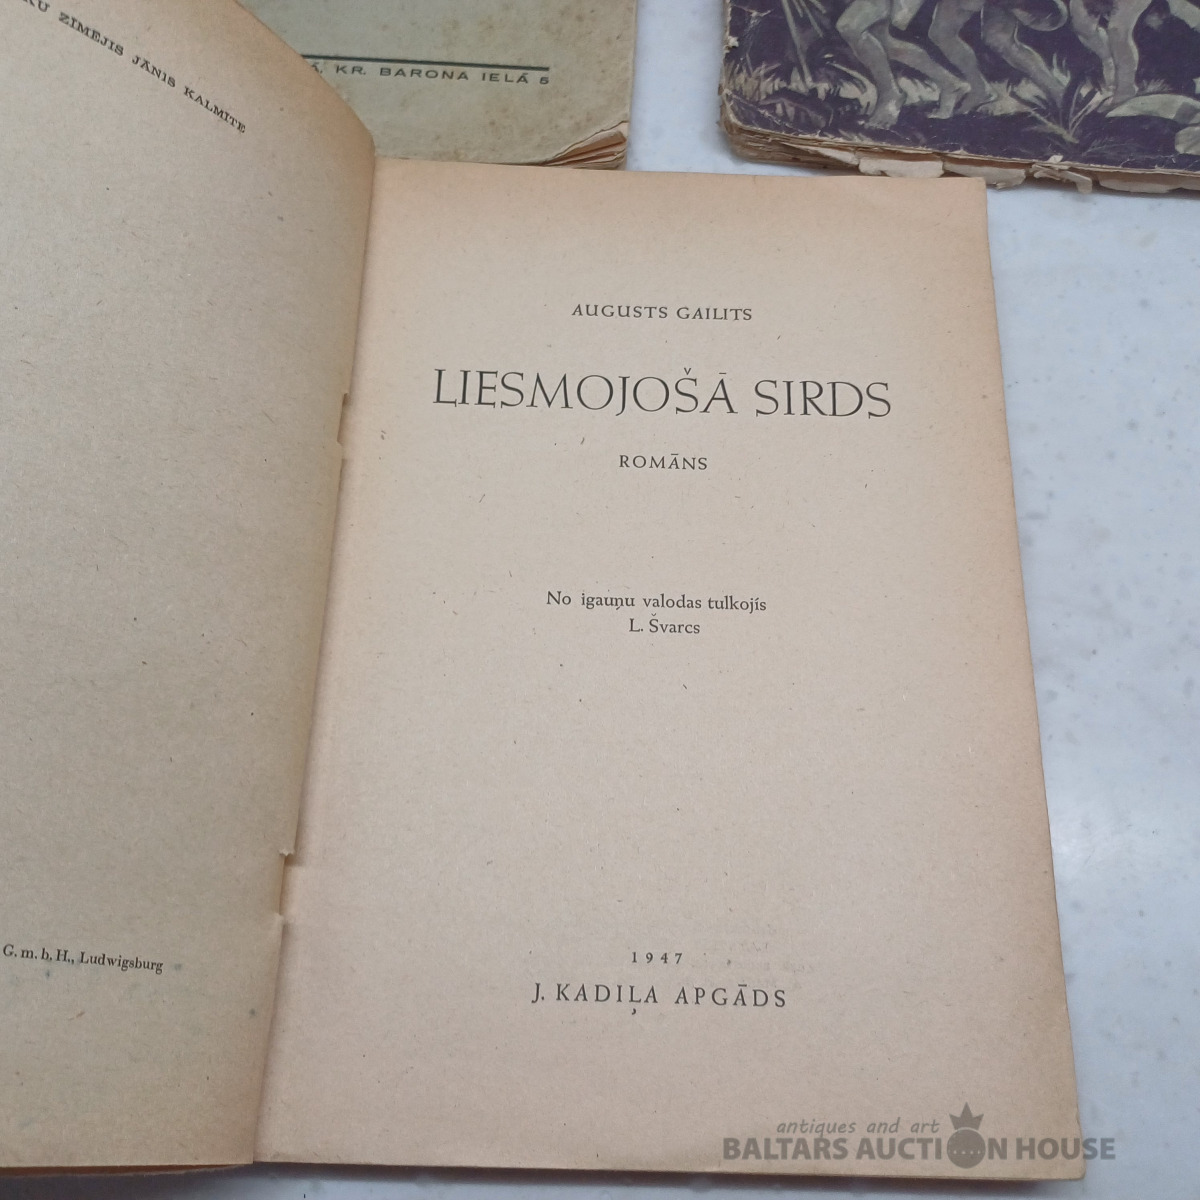 ZĪMĒJIS JĀNIS KALMĪTE
KR. BARONA IELĀ 5
AUGUSTS GAILITS
LIESMOJOŠĀ SIRDS
ROMĀNS
No igauņu valodas tulkojīs
L. Švarcs
G. m. b. H., Ludwigsburg
1947
J. KADIĻA APGĀDS
antiques and art
BALTARS AUCTION HOUSE